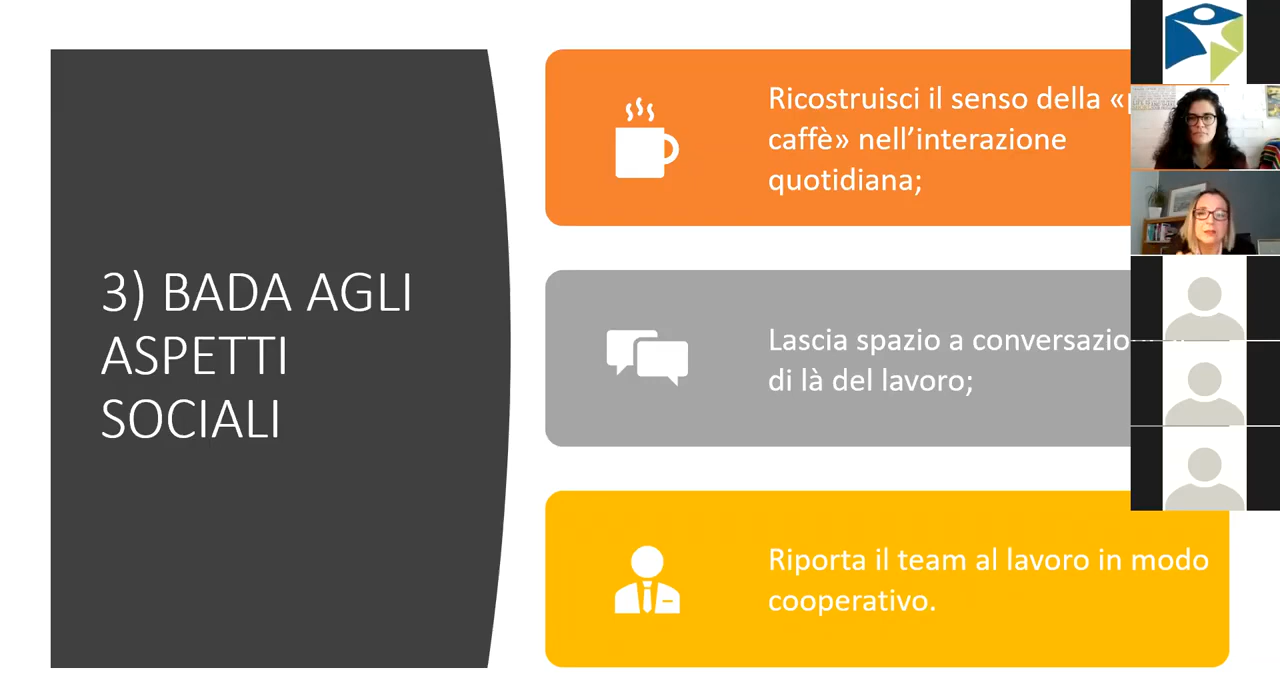 3) BADA AGLI
ASPETTI
SOCIALI
Ricostruisci il senso della
caffè» nell’interazione
quotidiana;
Lascia spazio a
di là del lavoro;
Riporta il team al lavoro in modo
cooperativo.